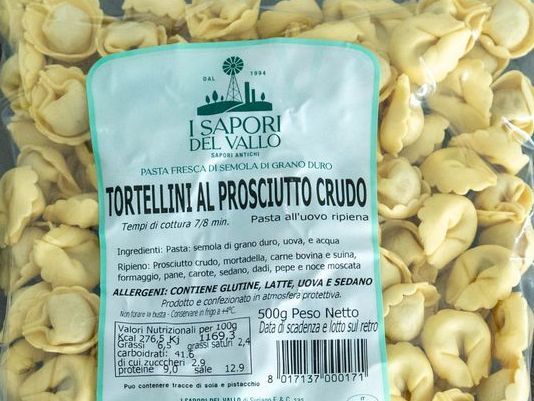 DAL 1994
I SAPORI
DEL VALLO
SAPORI ANTICHI
PASTA FRESCA DI SEMOLA DI GRANO DURO
TORTELLINI AL PROSCIUTTO CRUDO
Tempi di cottura 7/8 min. Pasta all'uovo ripiena
Ingredienti: Pasta: semola di grano duro, uova, e acqua
Ripieno: Prosciutto crudo, mortadella, carne bovina e suina,
formaggio, pane, carote, sedano, dadi, pepe e noce moscata
ALLERGENI: CONTIENE GLUTINE, LATTE, UOVA E SEDANO
Prodotto e confezionato in atmosfera protettiva.
Non forare la busta - Conservare in frigo a +4°C. 500g Peso Netto
Data di scadenza e lotto sul retro
Valori Nutrizionali per 100g
Kcal 276,5 Kj 1169,3
Grassi 6,5 grassi saturi 2,4
carboidrati: 41.6
di cui zuccheri 2.9
proteine 9,0 sale 12.9
8 017137 000171
Può contenere tracce di soia e pistacchio
I SAPORI DEL VALLO di & C. sas